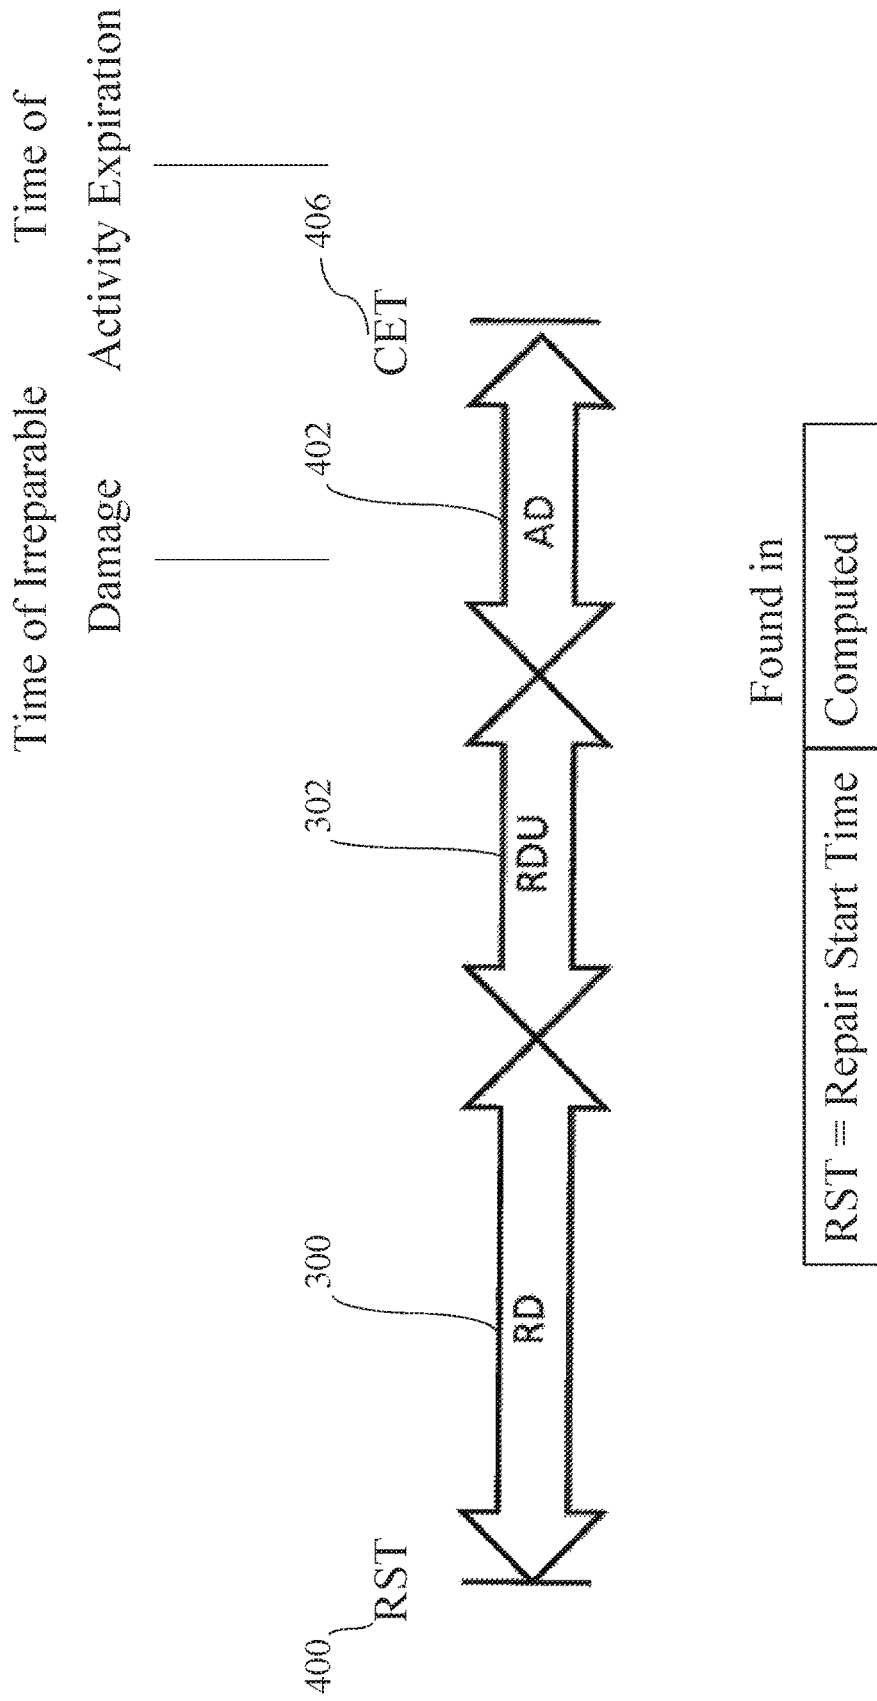 Time of Irreparable
Damage
Time of
Activity Expiration
400
RST
300
302
402
406
CET
RD
RDU
AD
Found in
RST = Repair Start Time
Computed